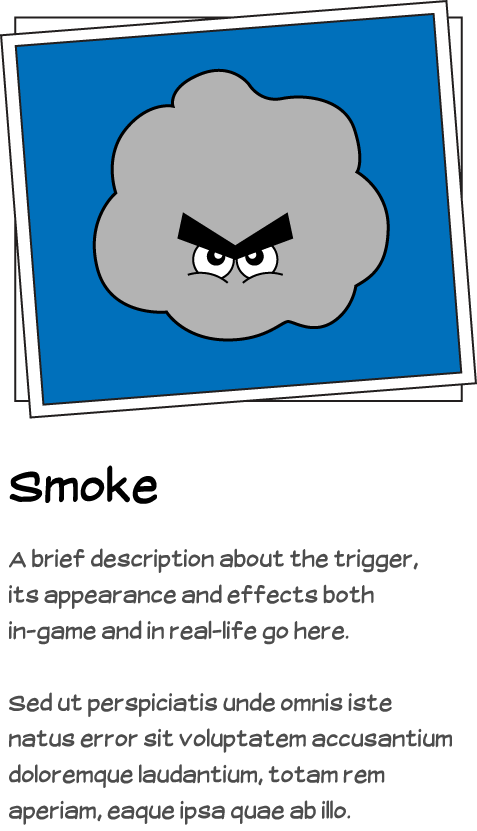 Smoke
A brief description about the trigger,
its appearance and effects both
in-game and in real-life go here.
Sed ut perspiciatis unde omnis iste
natus error sit voluptatem accusantium
doloremque laudantium, totam rem
aperiam, eaque ipsa quae ab illo.